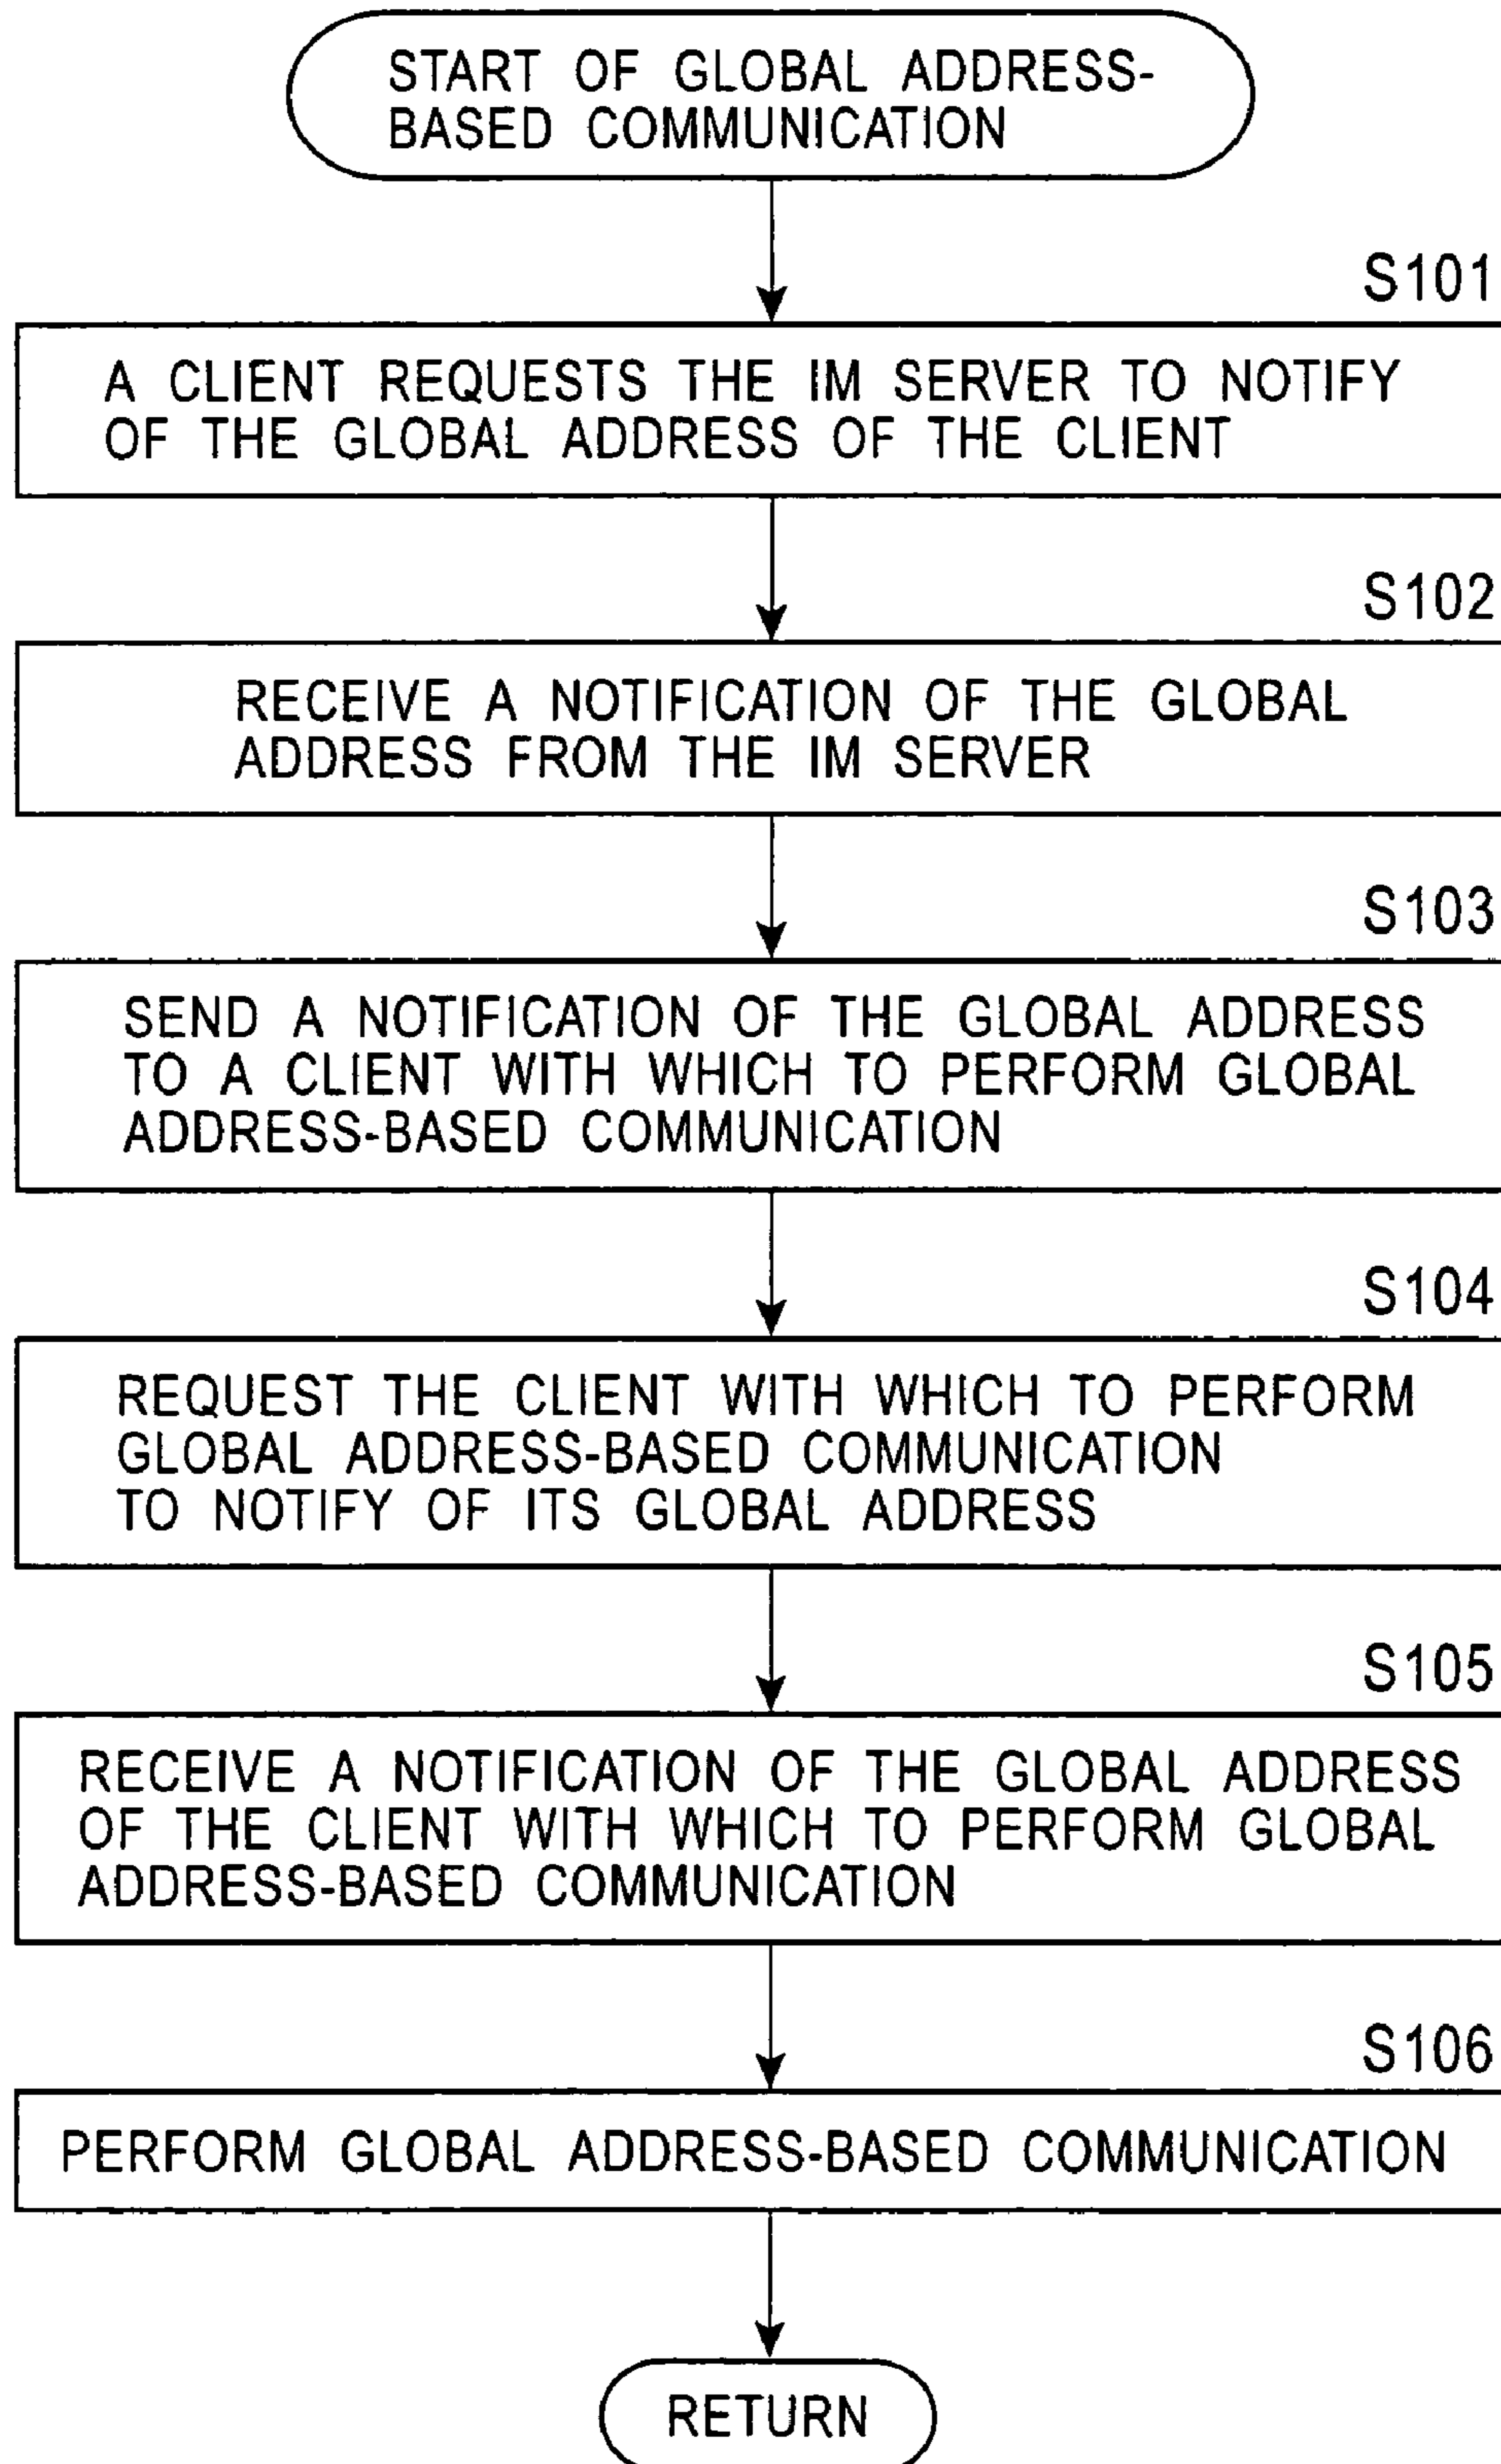 START OF GLOBAL ADDRESS-
BASED COMMUNICATION
S101
A CLIENT REQUESTS THE IM SERVER TO NOTIFY
OF THE GLOBAL ADDRESS OF THE CLIENT
S102
RECEIVE A NOTIFICATION OF THE GLOBAL
ADDRESS FROM THE IM SERVER
S103
SEND A NOTIFICATION OF THE GLOBAL ADDRESS
TO A CLIENT WITH WHICH TO PERFORM GLOBAL
ADDRESS-BASED COMMUNICATION
S104
REQUEST THE CLIENT WITH WHICH TO PERFORM
GLOBAL ADDRESS-BASED COMMUNICATION
TO NOTIFY OF ITS GLOBAL ADDRESS
S105
RECEIVE A NOTIFICATION OF THE GLOBAL ADDRESS
OF THE CLIENT WITH WHICH TO PERFORM GLOBAL
ADDRESS-BASED COMMUNICATION
S106
PERFORM GLOBAL ADDRESS-BASED COMMUNICATION
RETURN